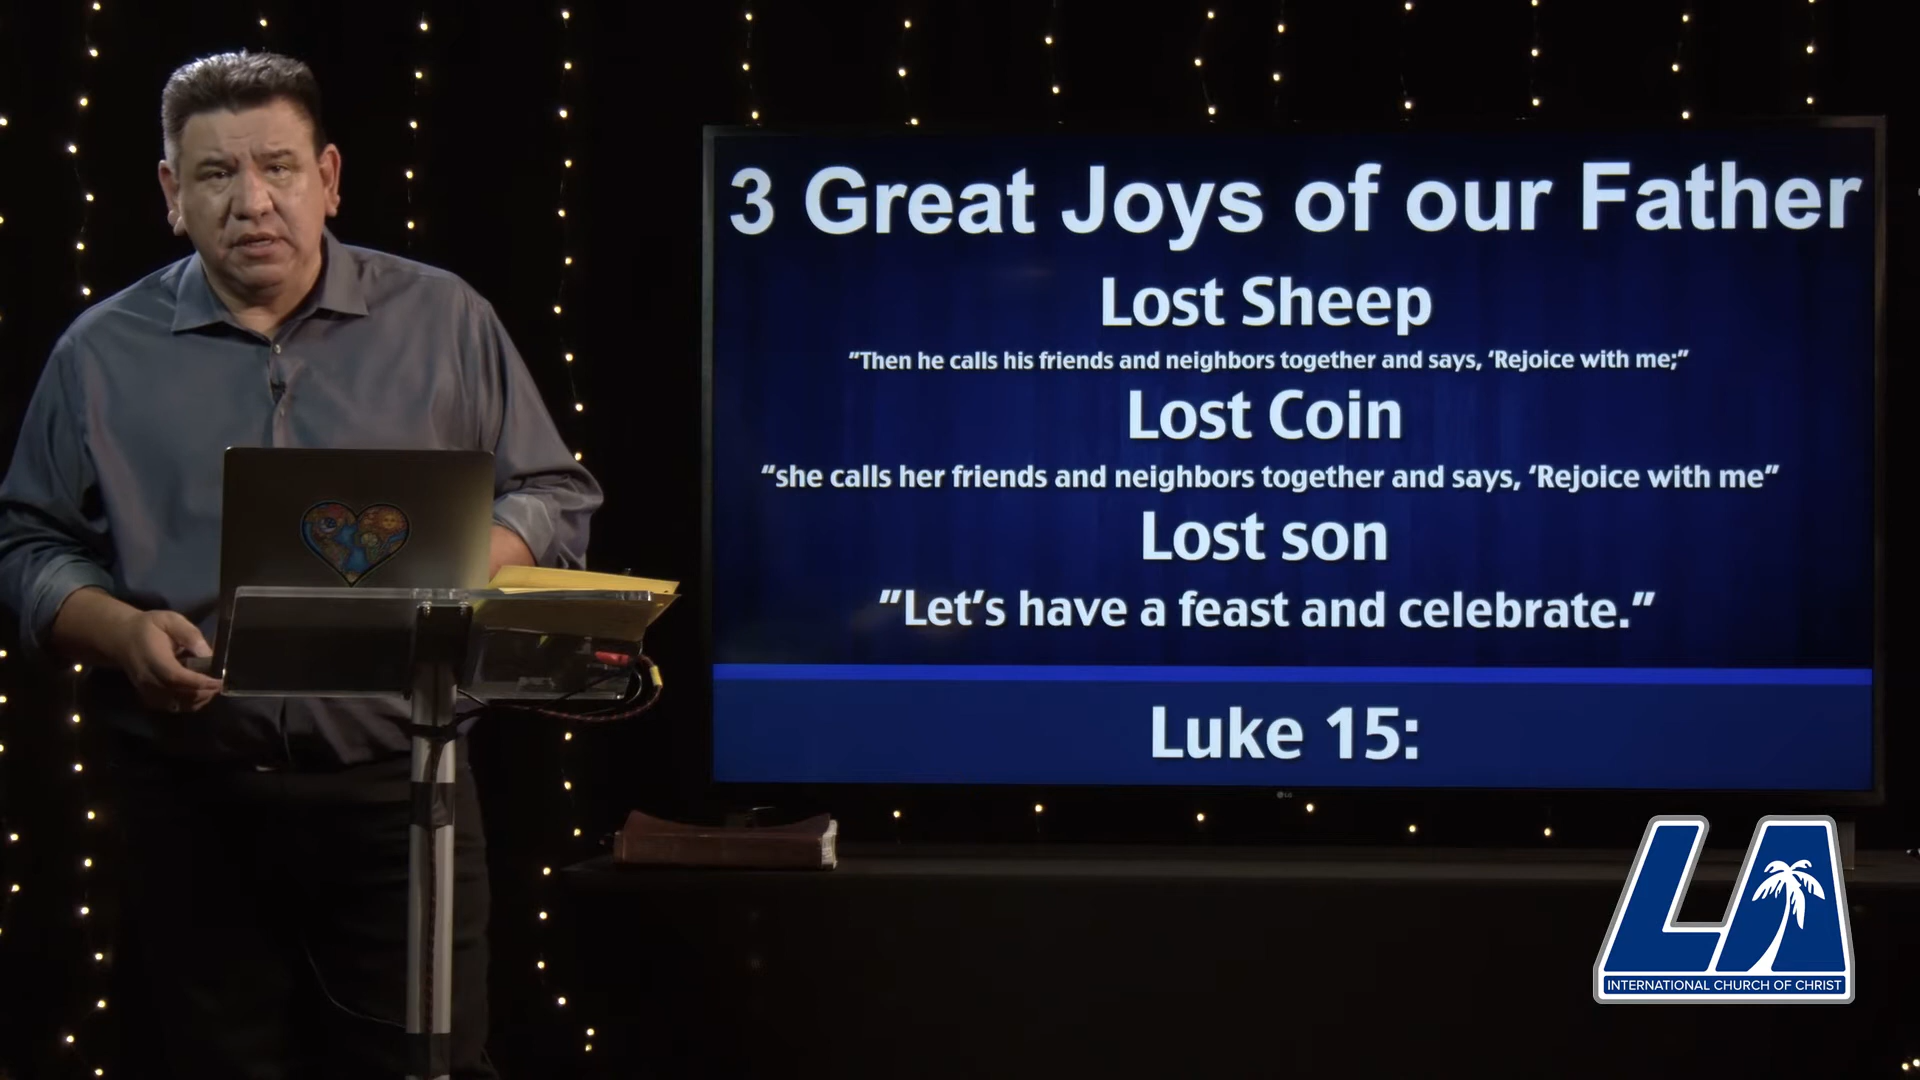 3 Great Joys of our Father
Lost Sheep
“Then he calls his friends and neighbors together and says, ‘Rejoice with me;”
Lost Coin
“she calls her friends and neighbors together and says, ‘Rejoice with me”
Lost son
”Let’s have a feast and celebrate.”
Luke 15:
LG
LA
INTERNATIONAL CHURCH OF CHRIST